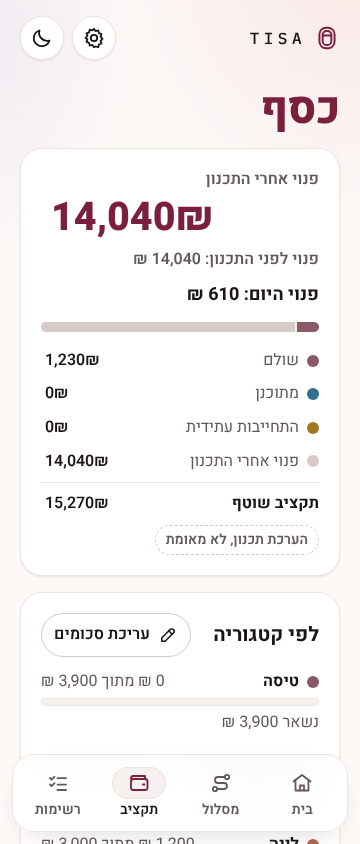 TISA
כסף
פנוי אחרי התכנון
14,040₪
פנוי לפני התכנון: 14,040 ₪
פנוי היום: 610 ₪
שולם 1,230₪
מתוכנן 0₪
התחייבות עתידית 0₪
פנוי אחרי התכנון 14,040₪
תקציב שוטף 15,270₪
הערכת תכנון, לא מאומת
לפי קטגוריה עריכת סכומים
טיסה 0 ₪ מתוך 3,900 ₪
נשאר 3,900 ₪
בית מסלול תקציב רשימות